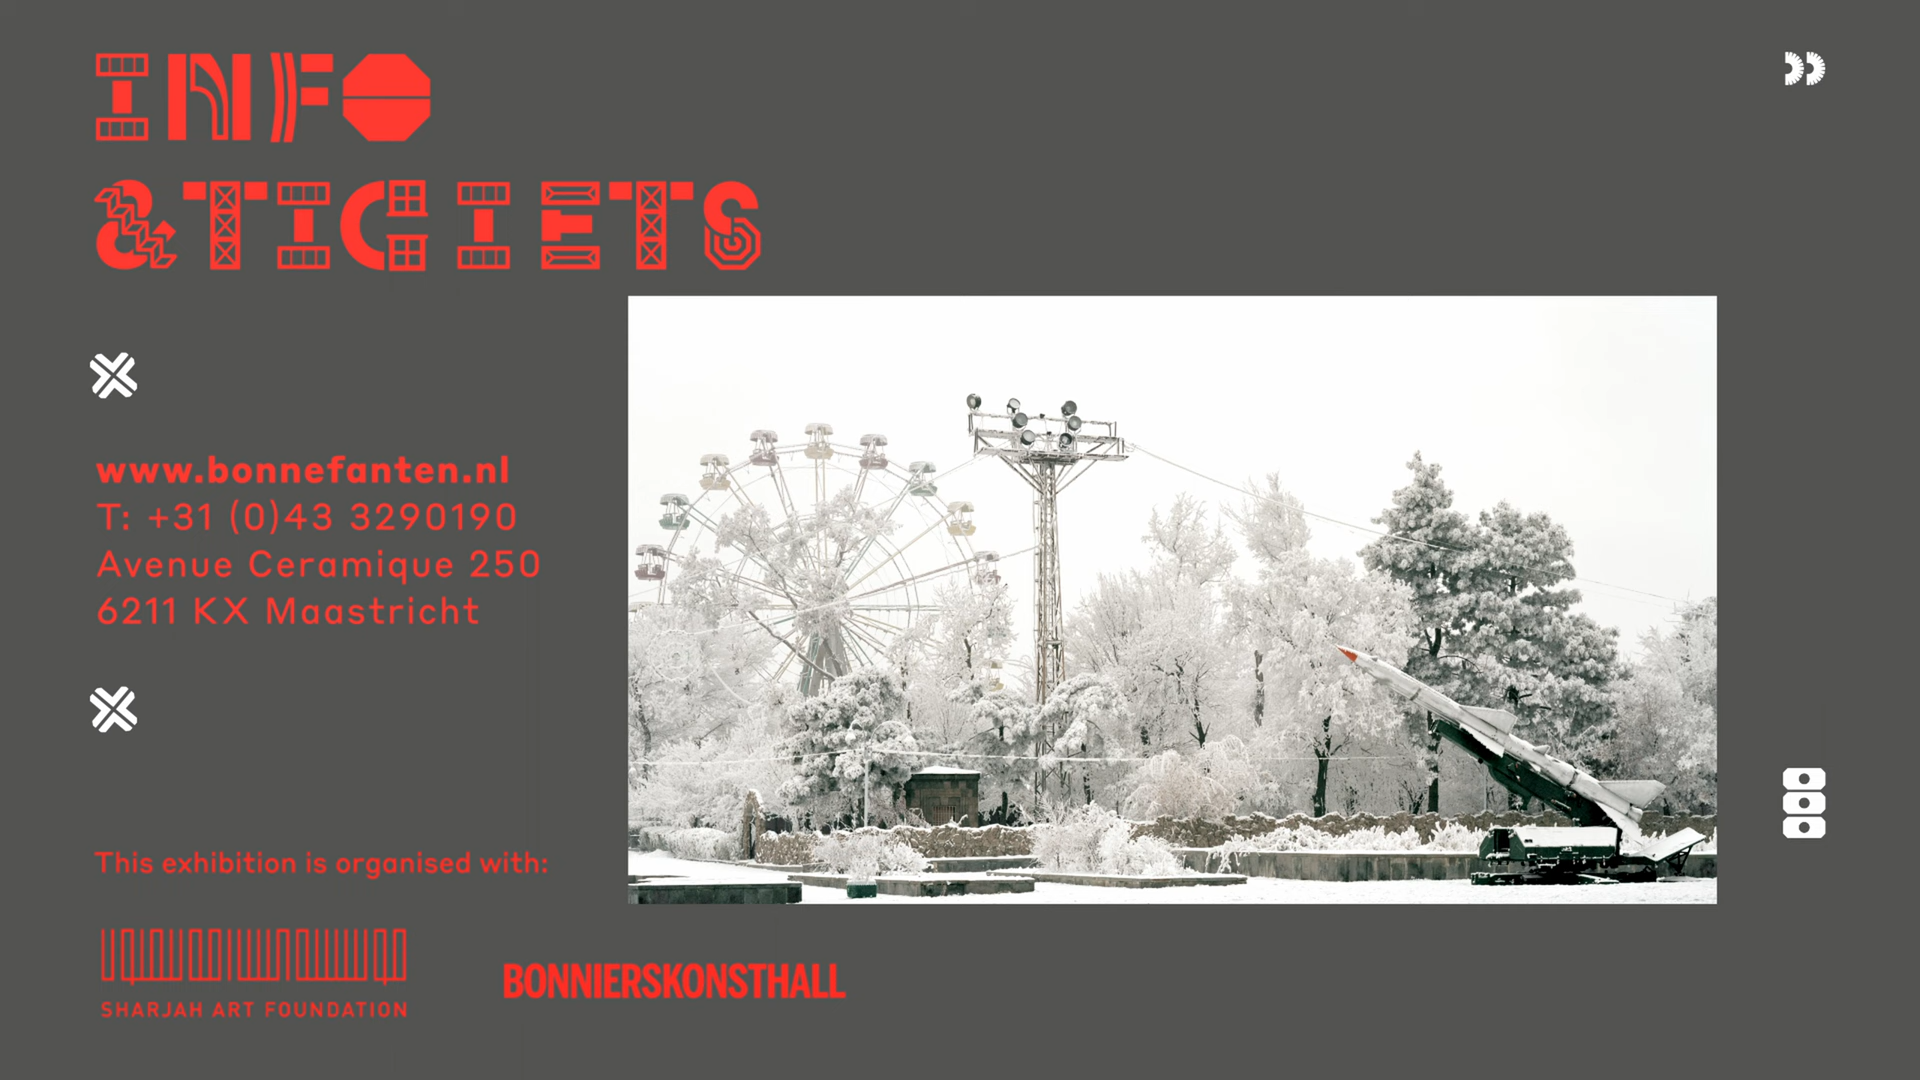 INFO
&TICIETS
www.bonnefanten.nl
T: +31 (0)43 3290190
Avenue Ceramique 250
6211 KX Maastricht
This exhibition is organised with:
SHARJAH ART FOUNDATION
BONNIERSKONSTHALL